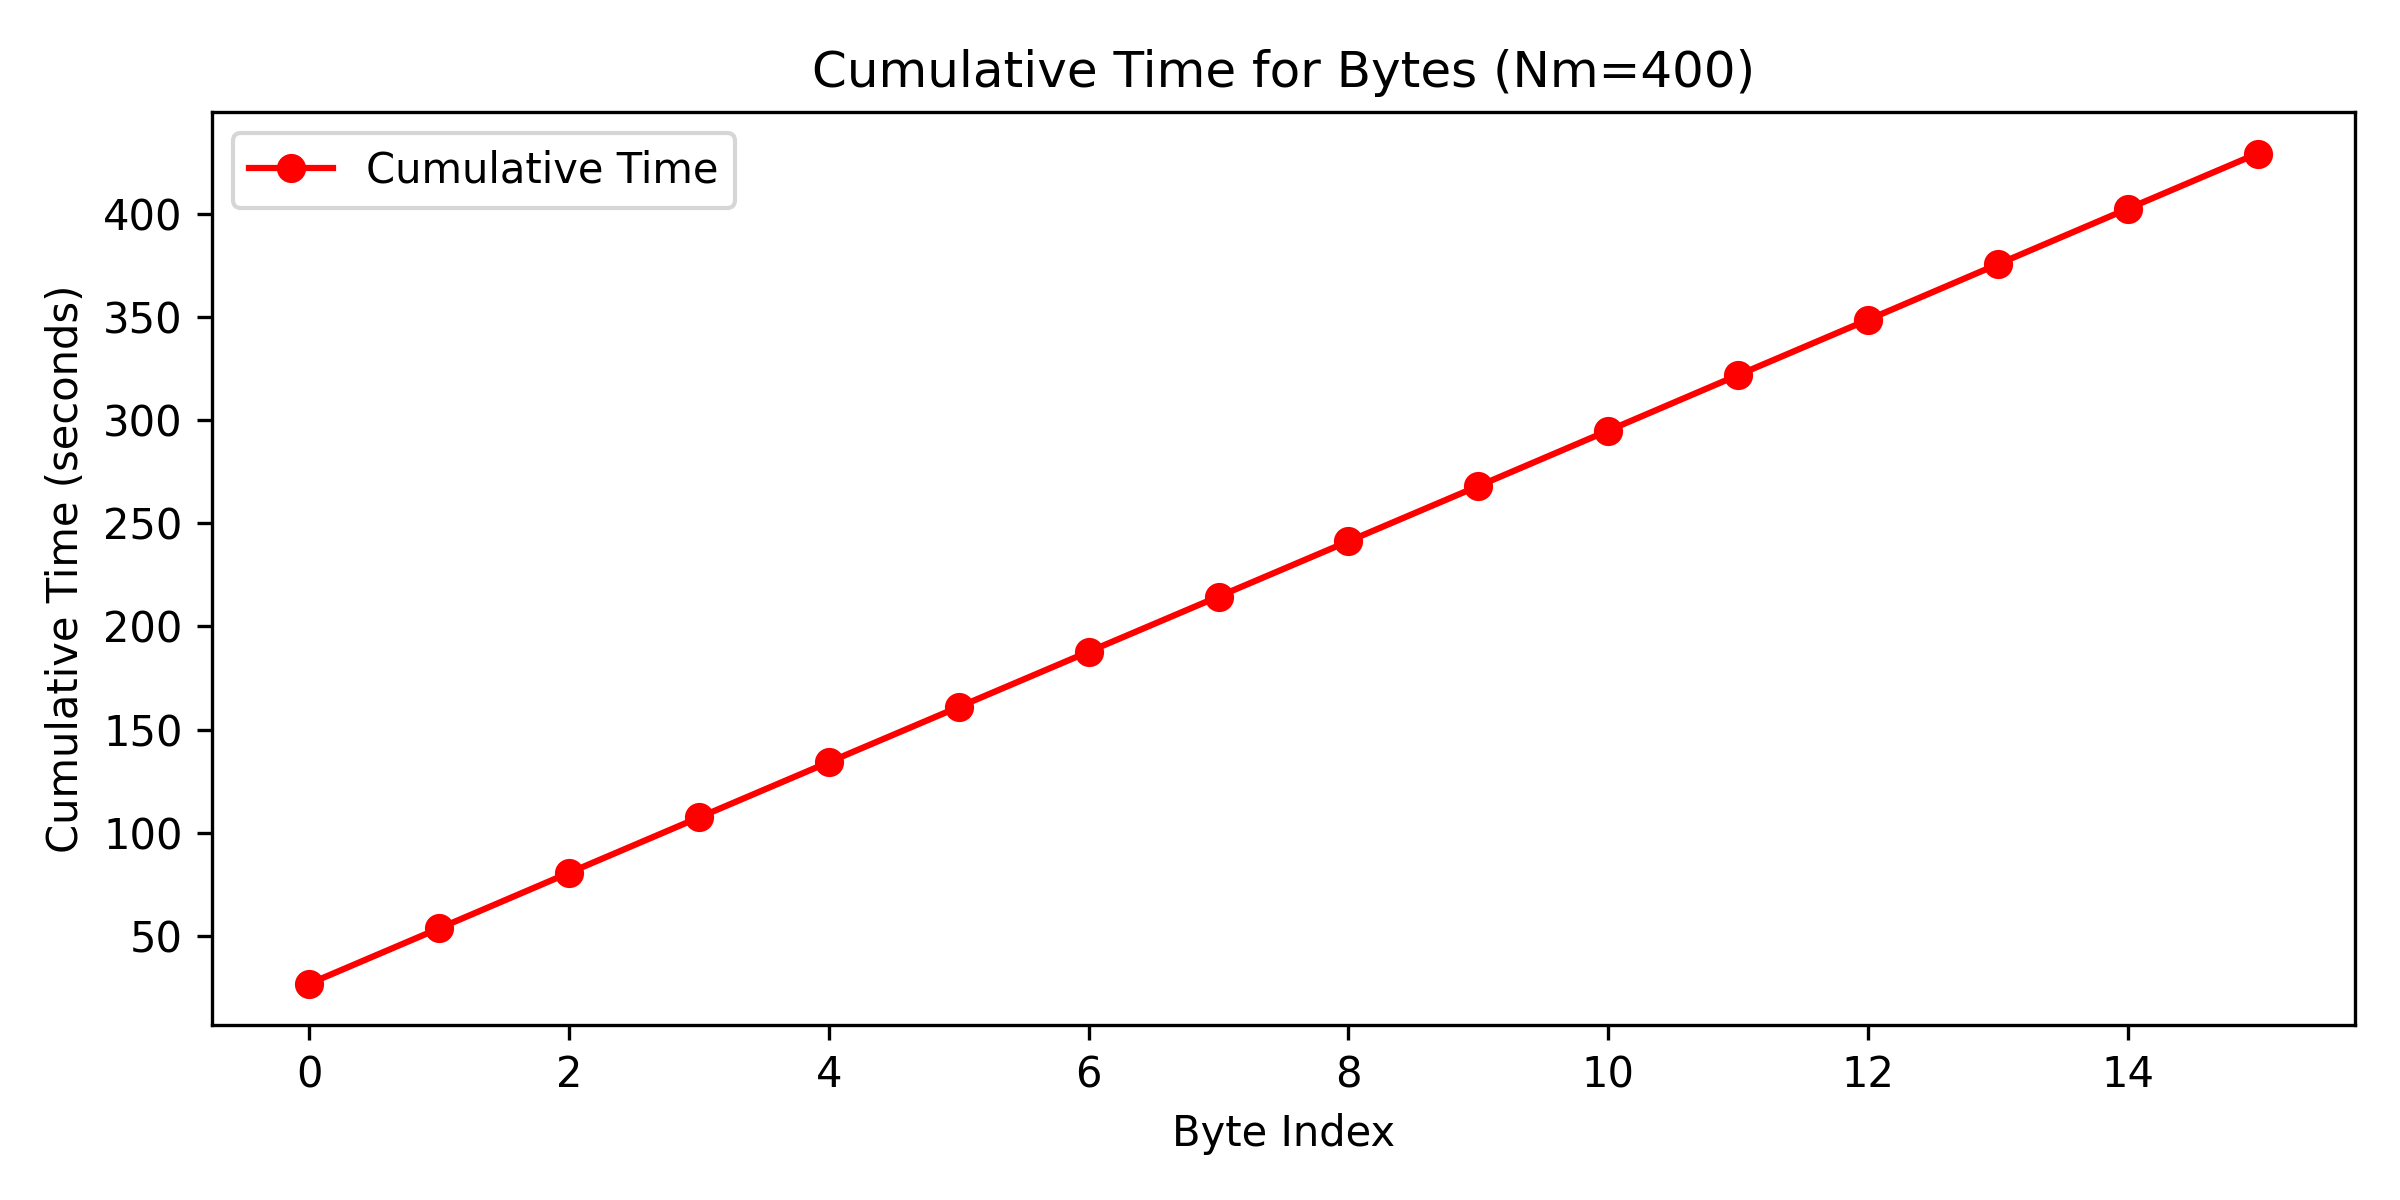 Cumulative Time for Bytes (Nm=400)
Cumulative Time
Cumulative Time (seconds)
400
350
300
250
200
150
100
50
0 2 4 6 8 10 12 14
Byte Index